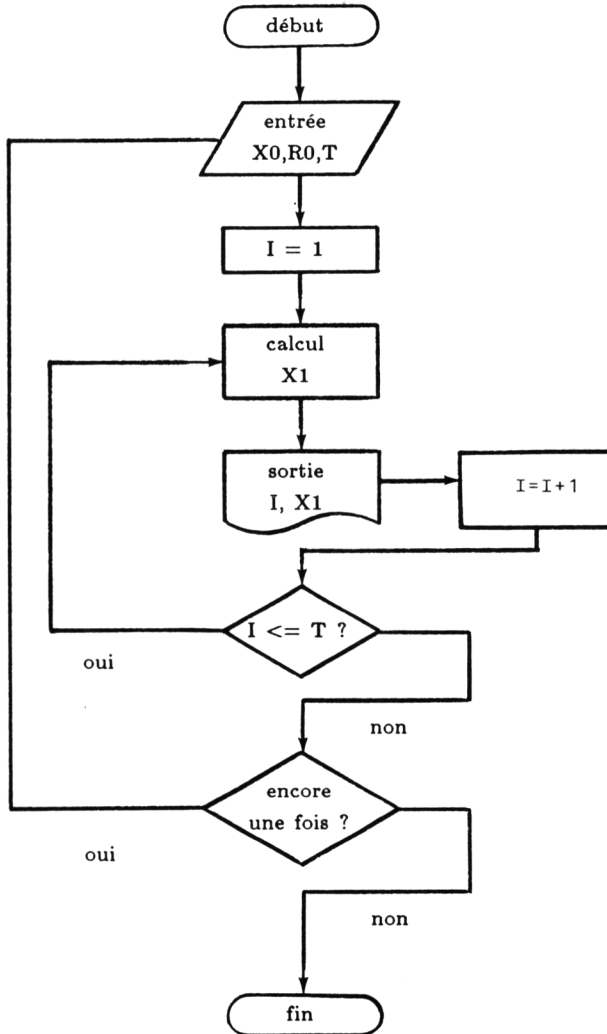 début
entrée
X0,R0,T
I = 1
calcul
X1
sortie
I, X1
I=I+1
I <= T ?
oui
non
encore
une fois ?
oui
non
fin